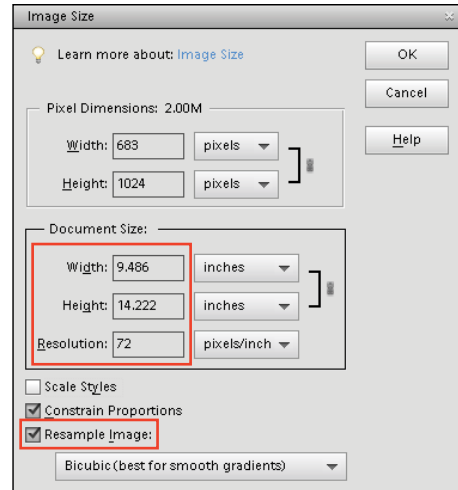 Image Size
Learn more about: Image Size
OK
Cancel
Help
Pixel Dimensions: 2.00M
Width: 683 pixels
Height: 1024 pixels
Document Size:
Width: 9.486 inches
Height: 14.222 inches
Resolution: 72 pixels/inch
Scale Styles
Constrain Proportions
Resample Image:
Bicubic (best for smooth gradients)